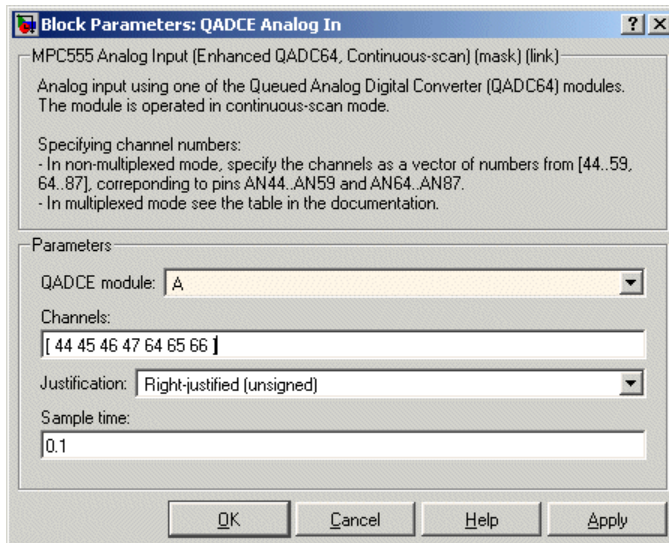 Block Parameters: QADCE Analog In
MPC555 Analog Input (Enhanced QADC64, Continuous-scan) (mask) (link)
Analog input using one of the Queued Analog Digital Converter (QADC64) modules.
The module is operated in continuous-scan mode.
Specifying channel numbers:
- In non-multiplexed mode, specify the channels as a vector of numbers from [44..59,
64..87], correponding to pins AN44..AN59 and AN64..AN87.
- In multiplexed mode see the table in the documentation.
Parameters
QADCE module: A
Channels:
[ 44 45 46 47 64 65 66 ]
Justification: Right-justified (unsigned)
Sample time:
0.1
OK Cancel Help Apply